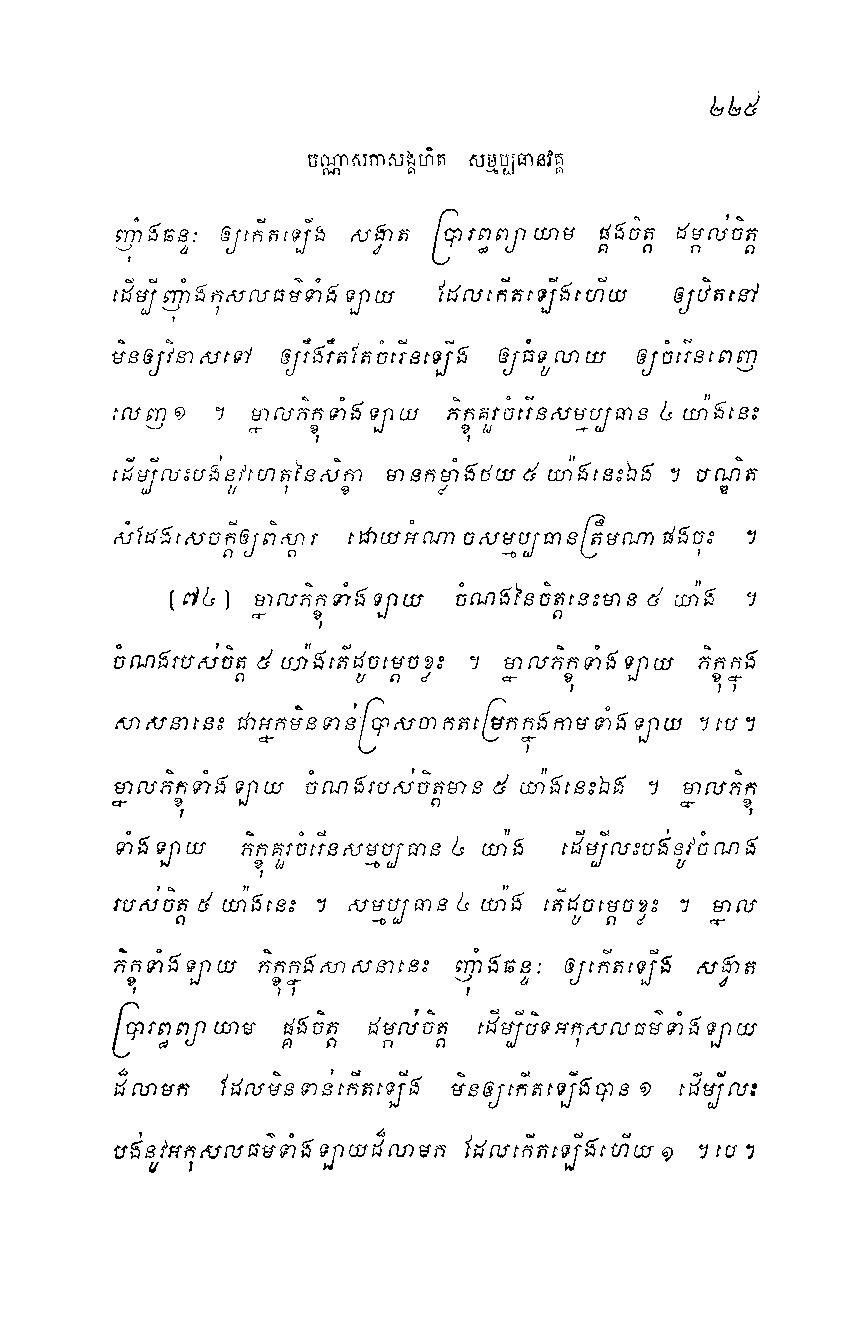 ២២៥
បណ្ណាសកាសង្គហិត សម្មប្បធានវគ្គ
ញុំាងឆន្ទៈ ឲ្យកើតឡើង សង្វាត ប្រារព្ធព្យាយាម ផ្គងចិត្ត ដម្កល់ចិត្ត
ដើម្បីញុំាងកុសលធម៌ទាំងឡាយ ដែលកើតឡើងហើយ ឲ្យឋិតនៅ
មិនឲ្យវិនាសទៅ ឲ្យរឹងរឹតតែចំរើនឡើង ឲ្យធំទូលាយ ឲ្យចំរើនពេញ
លេញ១ ។ ម្នាលភិក្ខុទាំងឡាយ ភិក្ខុគួរចំរើនសម្មប្បធាន ៤ យ៉ាងនេះ
ដើម្បីលះបង់នូវហេតុនៃសិក្ខា មានកម្លាំងថយ ៥ យ៉ាងនេះឯង ។ បណ្ឌិត
សំដែងសេចក្តីឲ្យពិស្តារ ដោយអំណាចសម្មប្បធានត្រឹមណាផងចុះ ។
(៧៤) ម្នាលភិក្ខុទាំងឡាយ ចំណងនៃចិត្តនេះមាន ៥ យ៉ាង ។
ចំណងរបស់ចិត្ត ៥ យ៉ាងតើដូចម្តេចខ្លះ ។ ម្នាលភិក្ខុទាំងឡាយ ភិក្ខុក្នុង
សាសនានេះ ជាអ្នកមិនទាន់ប្រាសចាកតម្រេកក្នុងកាមទាំងឡាយ ។បេ។
ម្នាលភិក្ខុទាំងឡាយ ចំណងរបស់ចិត្តមាន ៥ យ៉ាងនេះឯង ។ ម្នាលភិក្ខុ
ទាំងឡាយ ភិក្ខុគួរចំរើនសម្មប្បធាន ៤ យ៉ាង ដើម្បីលះបង់នូវចំណង
របស់ចិត្ត ៥ យ៉ាងនេះ ។ សម្មប្បធាន ៤ យ៉ាង តើដូចម្តេចខ្លះ ។ ម្នាល
ភិក្ខុទាំងឡាយ ភិក្ខុក្នុងសាសនានេះ ញុំាងឆន្ទៈ ឲ្យកើតឡើង សង្វាត
ប្រារព្ធព្យាយាម ផ្គងចិត្ត ដម្កល់ចិត្ត ដើម្បីបិទអកុសលធម៌ទាំងឡាយ
ដ៏លាមក ដែលមិនទាន់កើតឡើង មិនឲ្យកើតឡើងបាន ១ ដើម្បីលះ
បង់នូវអកុសលធម៌ទាំងឡាយដ៏លាមក ដែលកើតឡើងហើយ ១ ។បេ។